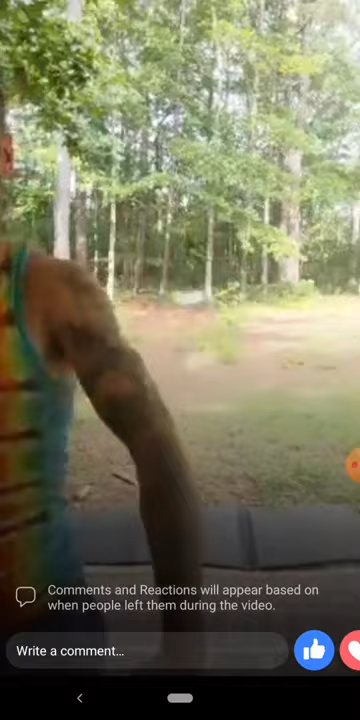 Comments and Reactions will appear based on
when people left them during the video.
Write a comment...